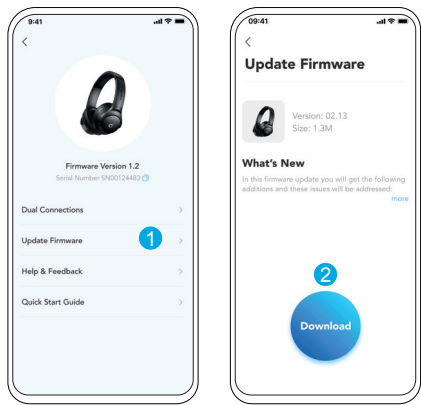 9:41
Firmware Version 1.2
Serial Number SN00124483
Dual Connections
Update Firmware
1
Help & Feedback
Quick Start Guide
09:41
Update Firmware
Version: 02.13
Size: 1.3M
What's New
In this firmware update you will get the following
additions and these issues will be addressed:
more
2
Download